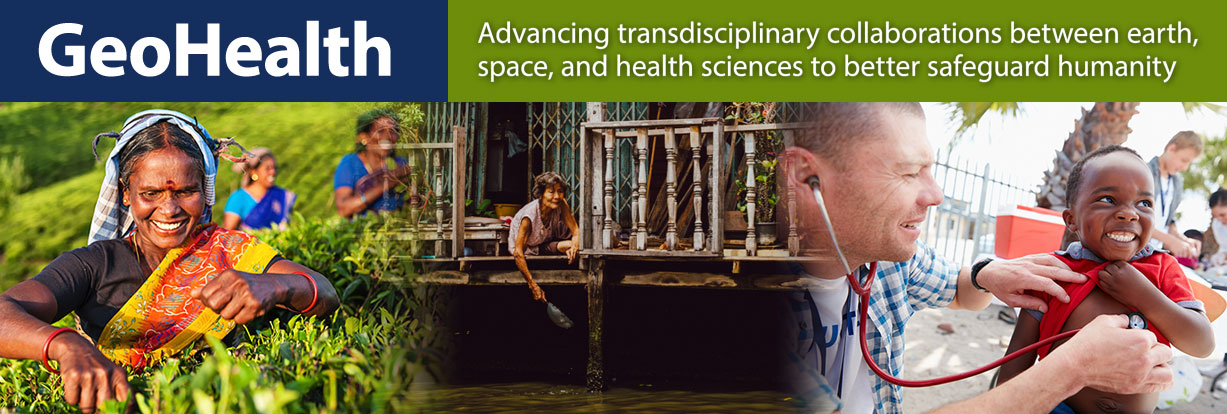 GeoHealth
Advancing transdisciplinary collaborations between earth,
space, and health sciences to better safeguard humanity